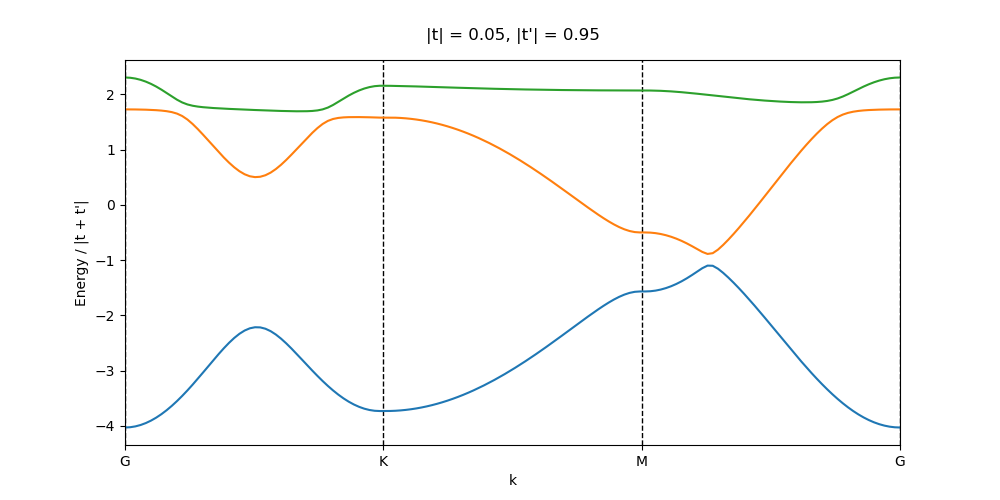 |t| = 0.05, |t'| = 0.95
Energy / |t + t'|
2
1
0
−1
−2
−3
−4
G K M G
k